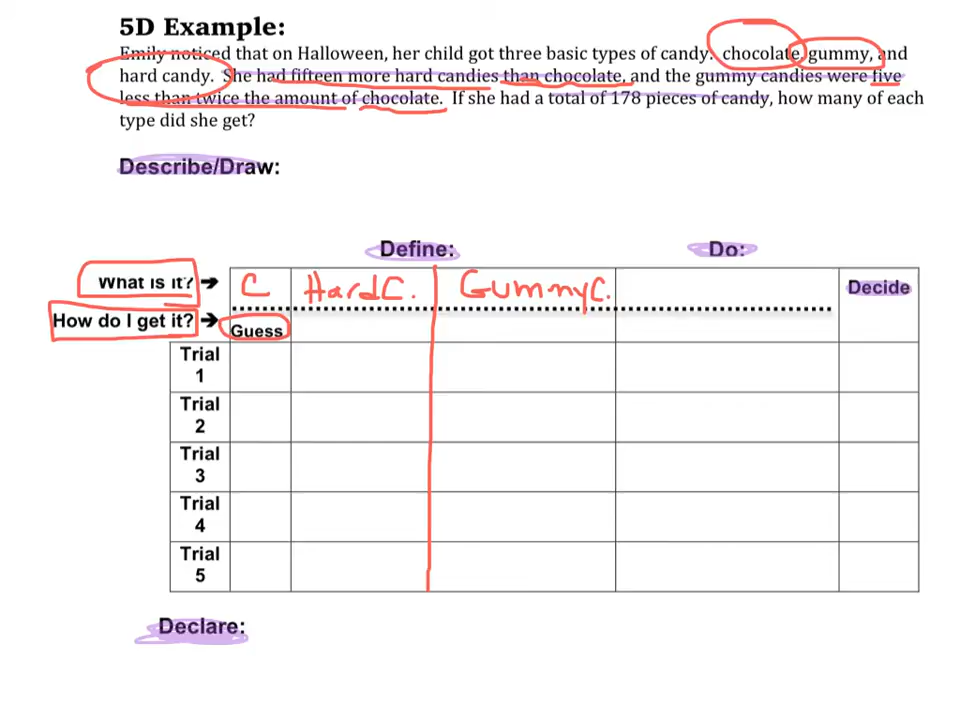 5D Example:
Emily noticed that on Halloween, her child got three basic types of candy: chocolate, gummy, and
hard candy. She had fifteen more hard candies than chocolate, and the gummy candies were five
less than twice the amount of chocolate. If she had a total of 178 pieces of candy, how many of each
type did she get?
Describe/Draw:
Define: Do:
What is it? → C HardC. GummyC. Decide
How do I get it? → Guess
Trial
1
Trial
2
Trial
3
Trial
4
Trial
5
Declare: